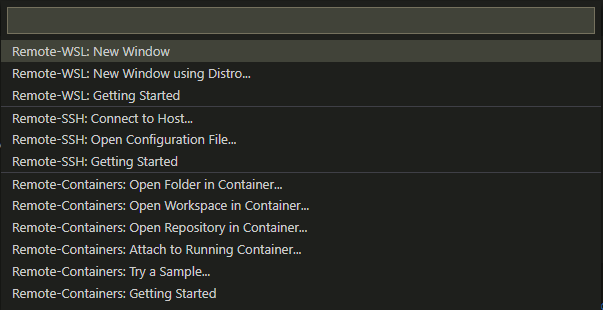 Remote-WSL: New Window
Remote-WSL: New Window using Distro...
Remote-WSL: Getting Started
Remote-SSH: Connect to Host...
Remote-SSH: Open Configuration File...
Remote-SSH: Getting Started
Remote-Containers: Open Folder in Container...
Remote-Containers: Open Workspace in Container...
Remote-Containers: Open Repository in Container...
Remote-Containers: Attach to Running Container...
Remote-Containers: Try a Sample...
Remote-Containers: Getting Started